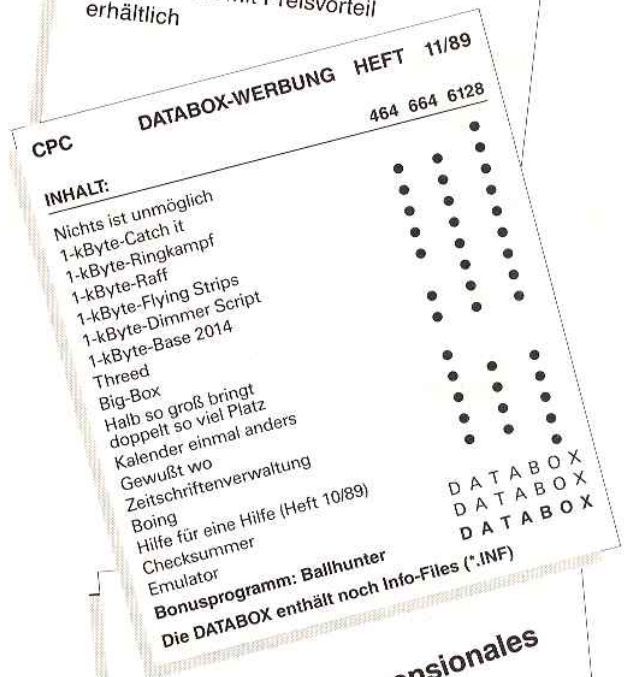 Preisvorteil
erhältlich
CPC DATABOX-WERBUNG HEFT 11/89
464 664 6128
INHALT:
Nichts ist unmöglich
1-kByte-Catch it
1-kByte-Ringkampf
1-kByte-Raff
1-kByte-Flying Strips
1-kByte-Dimmer Script
1-kByte-Base 2014
Threed
Big-Box
Halb so groß bringt
doppelt so viel Platz
Kalender einmal anders
Gewußt wo
Zeitschriftenverwaltung
Boing
Hilfe für eine Hilfe (Heft 10/89) DATABOX
Checksummer DATABOX
Emulator DATABOX
Bonusprogramm: Ballhunter
Die DATABOX enthält noch Info-Files (*.INF)